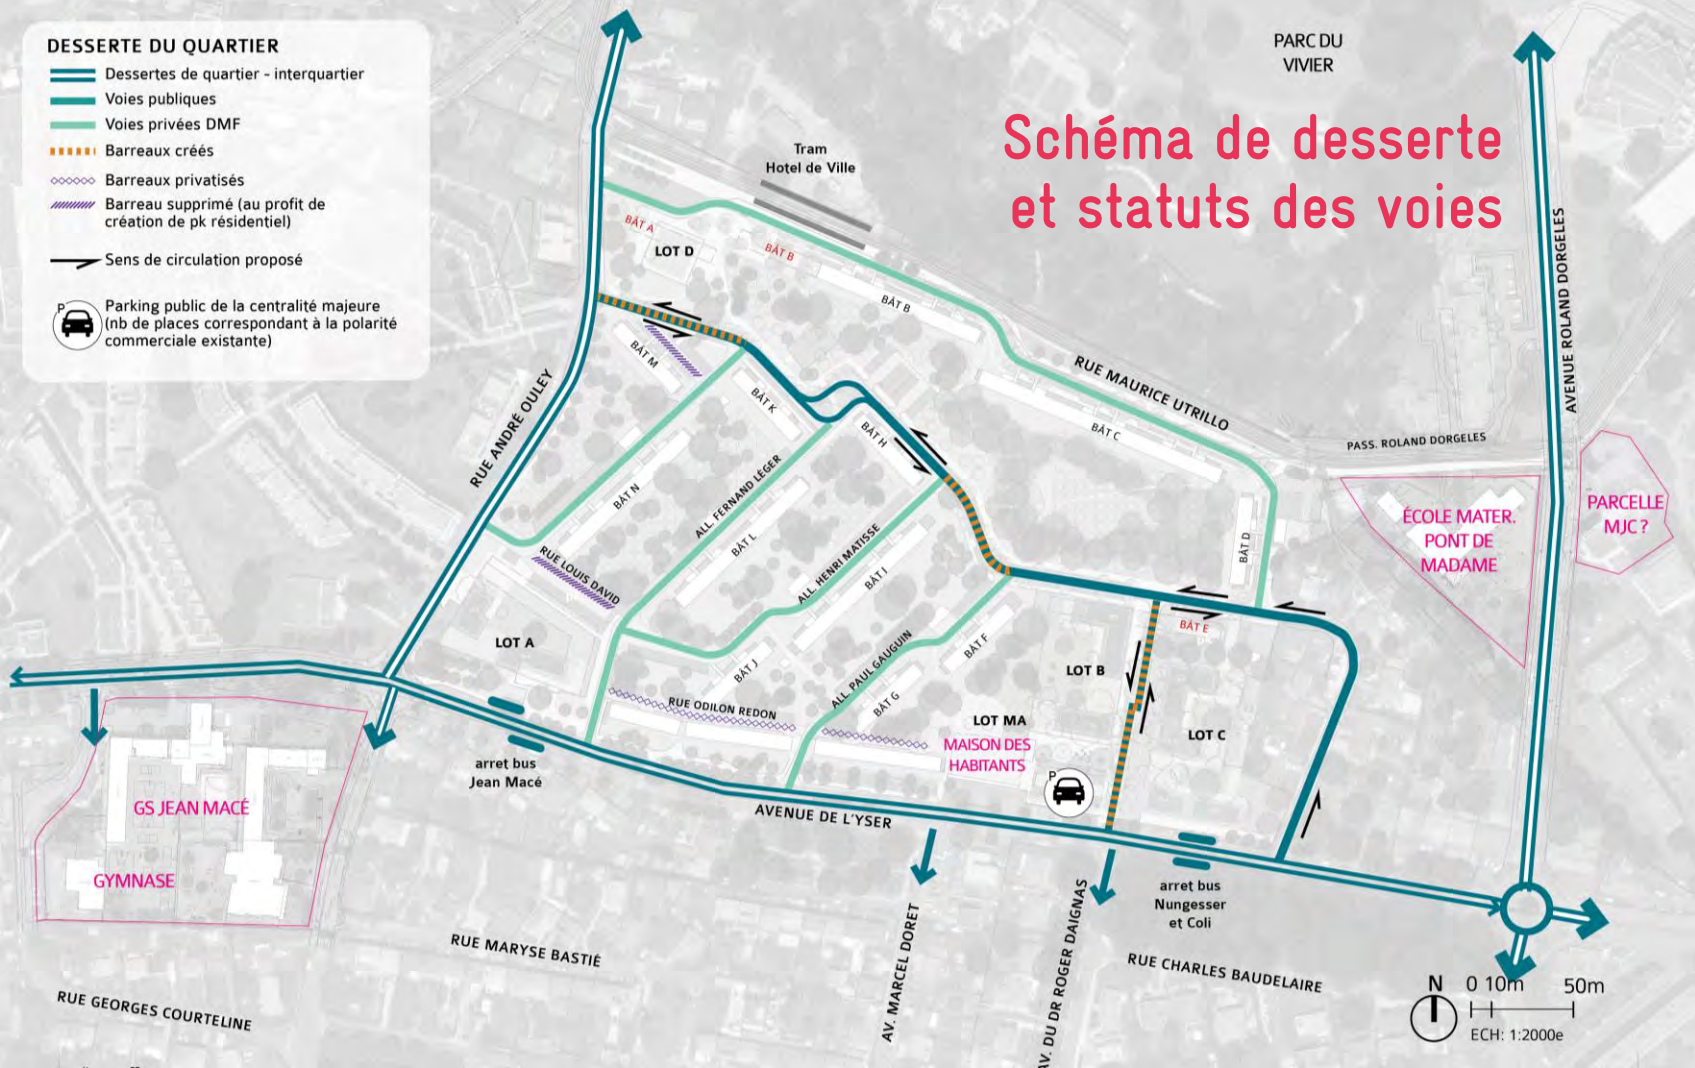 DESSERTE DU QUARTIER
Dessertes de quartier - interquartier
Voies publiques
Voies privées DMF
Barreaux créés
Barreaux privatisés
Barreau supprimé (au profit de
création de pk résidentiel)
Sens de circulation proposé
P
Parking public de la centralité majeure
(nb de places correspondant à la polarité
commerciale existante)
PARC DU
VIVIER
Schéma de desserte
et statuts des voies
Tram
Hotel de Ville
BÂT A
LOT D
BÂT B
BÂT B
RUE MAURICE UTRILLO
AVENUE ROLAND DORGELES
PASS. ROLAND DORGELES
BÂT C
BÂT M
BÂT K
BÂT H
RUE ANDRÉ OULEY
BÂT N
ALL. FERNAND LÉGER
BÂT L
ALL. HENRI MATISSE
BÂT I
BÂT D
ÉCOLE MATER.
PONT DE
MADAME
PARCELLE
MJC ?
RUE LOUIS DAVID
LOT A
BÂT J
ALL. PAUL GAUGUIN
BÂT F
BÂT G
BÂT E
LOT B
LOT C
RUE ODILON REDON
LOT MA
MAISON DES
HABITANTS
P
arret bus
Jean Macé
GS JEAN MACÉ
GYMNASE
AVENUE DE L'YSER
arret bus
Nungesser
et Coli
RUE MARYSE BASTIÉ
AV. MARCEL DORET
AV. DU DR ROGER DAIGNAS
RUE CHARLES BAUDELAIRE
RUE GEORGES COURTELINE
N
0 10m 50m
ECH: 1:2000e